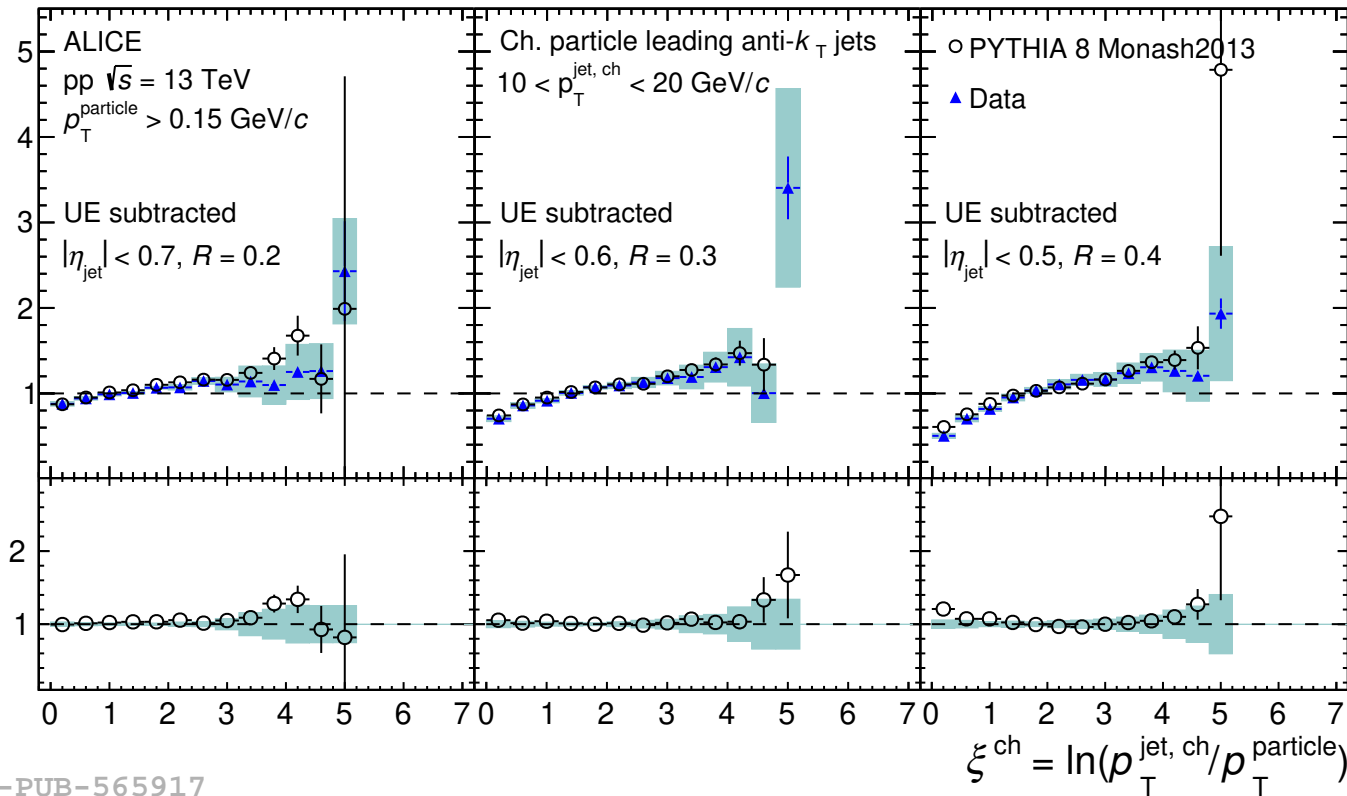 ALICE
pp √s = 13 TeV
p_T^particle > 0.15 GeV/c
UE subtracted
|η_jet| < 0.7, R = 0.2
Ch. particle leading anti-k_T jets
10 < p_T^jet, ch < 20 GeV/c
UE subtracted
|η_jet| < 0.6, R = 0.3
PYTHIA 8 Monash2013
Data
UE subtracted
|η_jet| < 0.5, R = 0.4
5
4
3
2
1
2
1
0 1 2 3 4 5 6 7
0 1 2 3 4 5 6 7
0 1 2 3 4 5 6 7
ξ^ch = ln(p_T^jet, ch/p_T^particle)
-PUB-565917